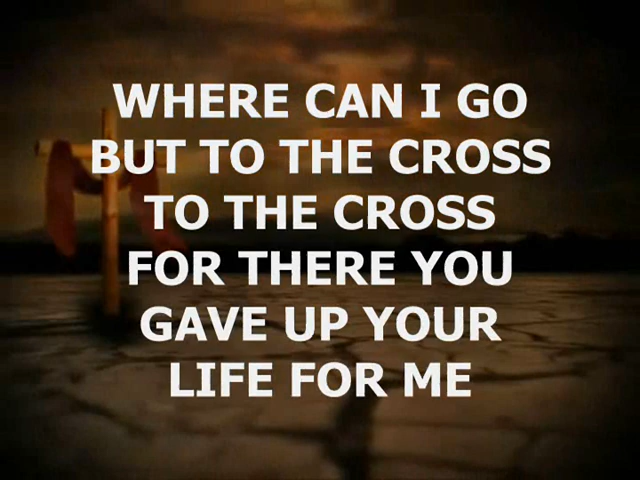 WHERE CAN I GO
BUT TO THE CROSS
TO THE CROSS
FOR THERE YOU
GAVE UP YOUR
LIFE FOR ME